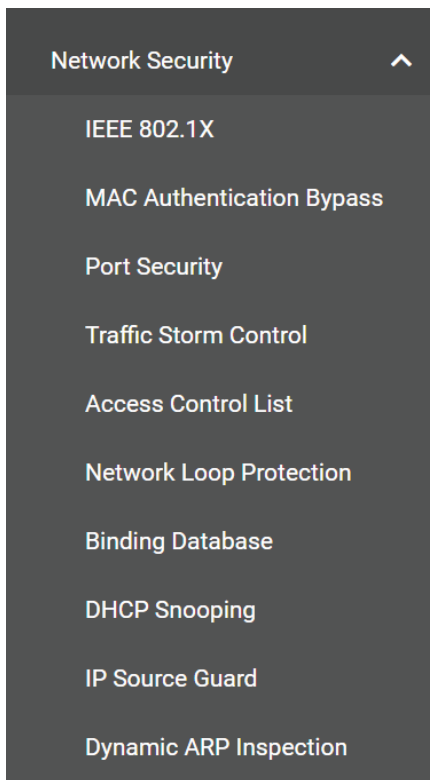 Network Security
IEEE 802.1X
MAC Authentication Bypass
Port Security
Traffic Storm Control
Access Control List
Network Loop Protection
Binding Database
DHCP Snooping
IP Source Guard
Dynamic ARP Inspection